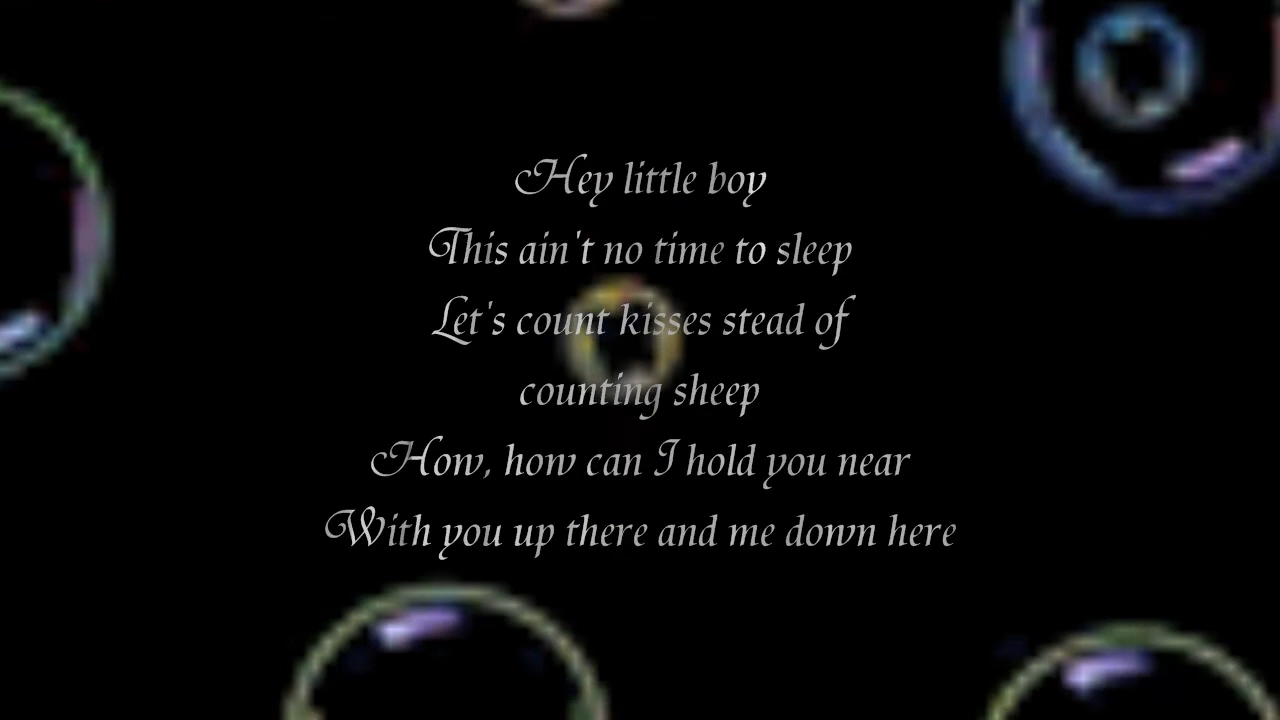 Hey little boy
This ain't no time to sleep
Let's count kisses stead of
counting sheep
How, how can I hold you near
With you up there and me down here